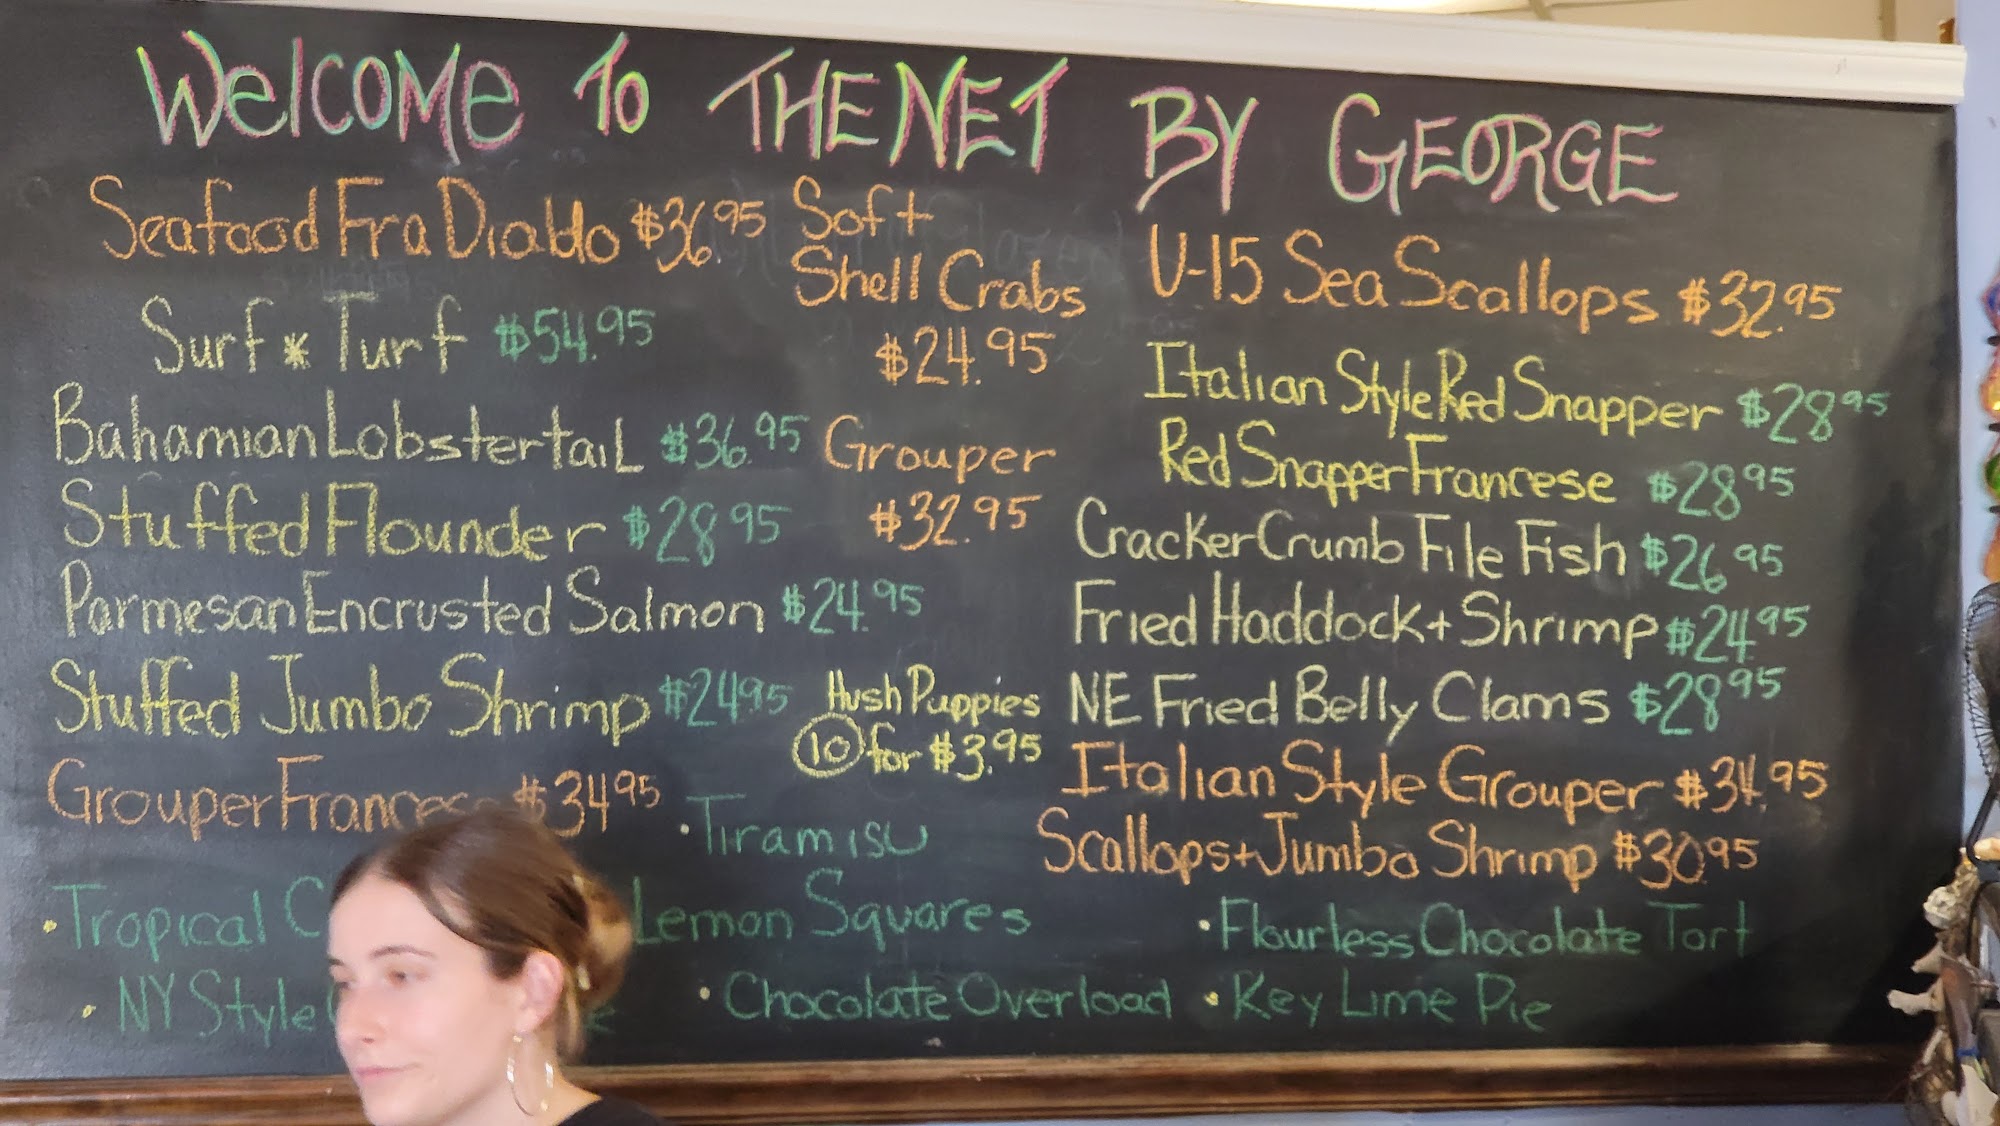 Welcome To THE NET BY GEORGE
Seafood Fra Diablo $36.95
Surf * Turf $54.95
Bahamian Lobstertail $36.95
Stuffed Flounder $28.95
Parmesan Encrusted Salmon $24.95
Stuffed Jumbo Shrimp $24.95
Grouper $34.95
Soft
Shell Crabs
$24.95
Grouper
$32.95
Hush Puppies
10 for $3.95
U-15 Sea Scallops $32.95
Italian Style Red Snapper $28.95
Red Snapper Francese $28.95
Cracker Crumb File Fish $26.95
Fried Haddock + Shrimp $24.95
NE Fried Belly Clams $28.95
Italian Style Grouper $34.95
Scallops + Jumbo Shrimp $30.95
• Tiramisu
• Tropical Lemon Squares
• Flourless Chocolate Tort
• NY Style
• Chocolate Overload
• Key Lime Pie